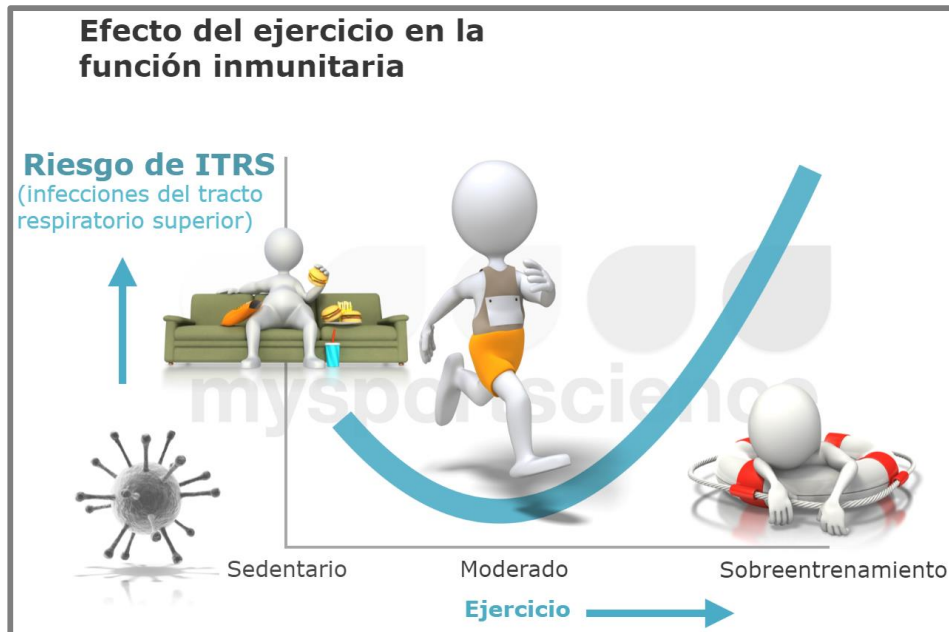 Efecto del ejercicio en la
función inmunitaria
Riesgo de ITRS
(infecciones del tracto
respiratorio superior)
mysportscience
Sedentario
Moderado
Sobreentrenamiento
Ejercicio